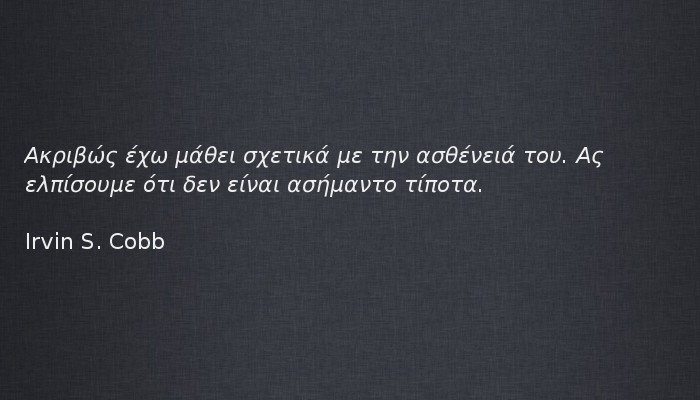 Ακριβώς έχω μάθει σχετικά με την ασθένειά του. Ας
ελπίσουμε ότι δεν είναι ασήμαντο τίποτα.
Irvin S. Cobb